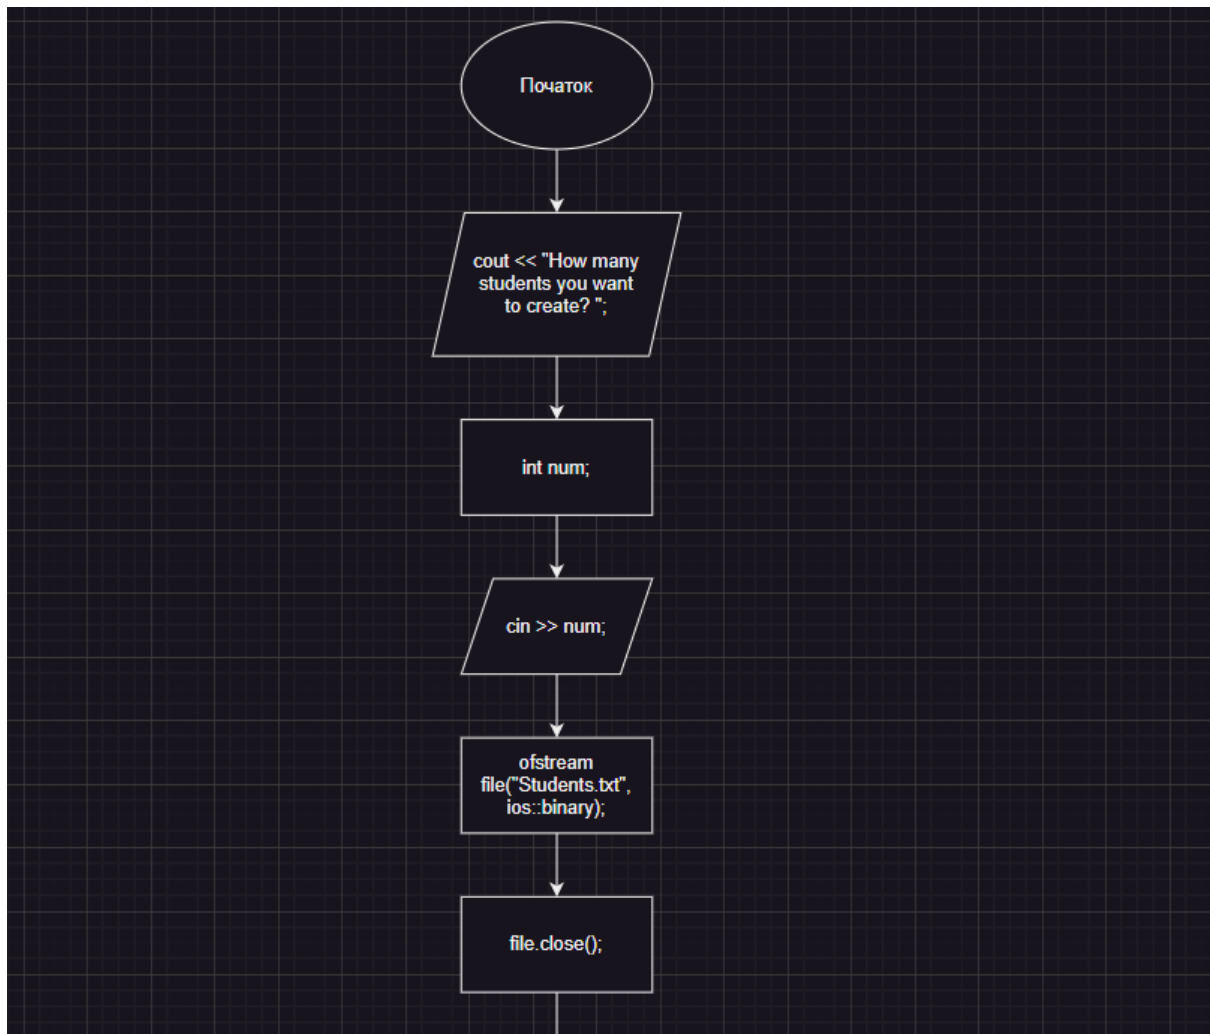 Початок
cout << "How many
students you want
to create? ";
int num;
cin >> num;
ofstream
file("Students.txt",
ios::binary);
file.close();